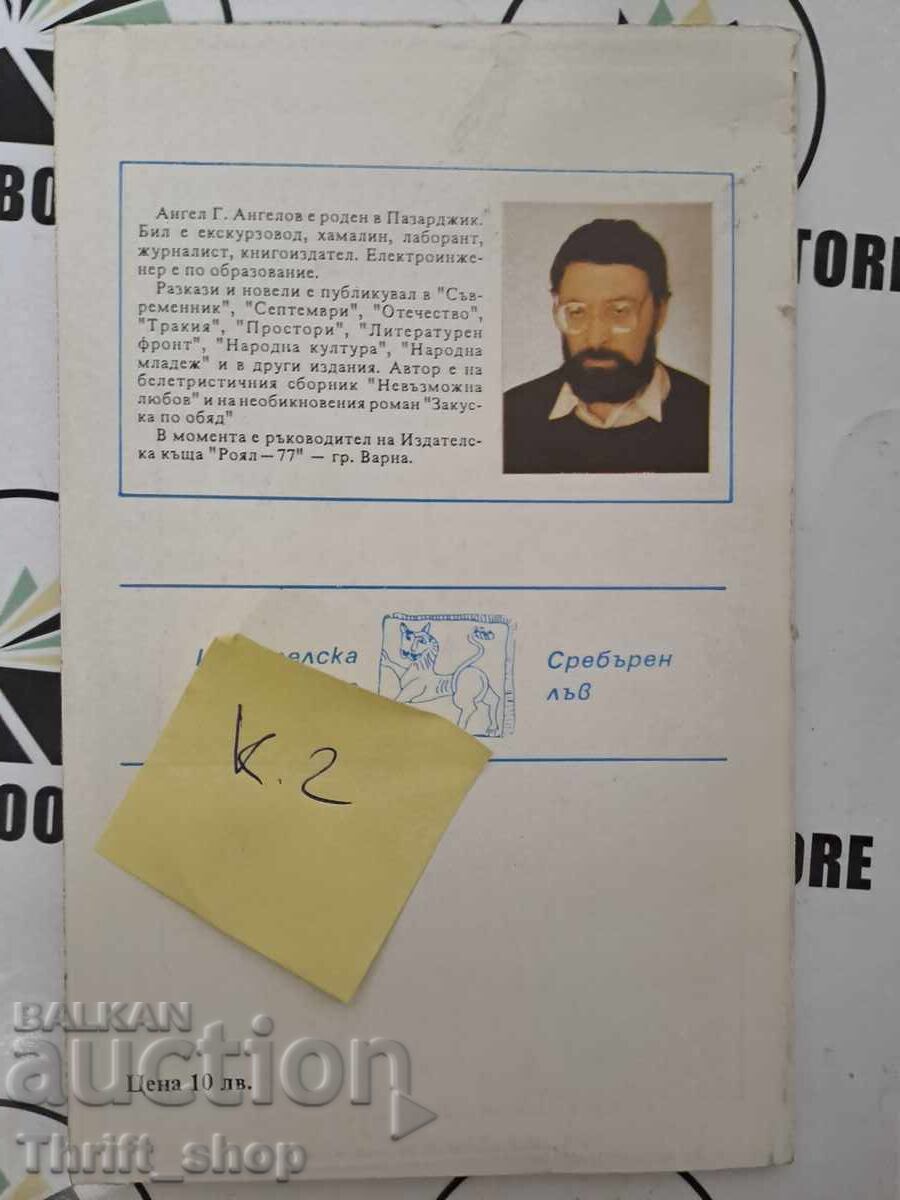 Ангел Г. Ангелов е роден в Пазарджик.
Бил е екскурзовод, хамалин, лаборант,
журналист, книгоиздател. Електроинже-
нер е по образование.
Разкази и новели е публикувал в "Съв-
ременник", "Септември", "Отечество",
"Тракия", "Простори", "Литературен
фронт", "Народна култура", "Народна
младеж" и в други издания. Автор е на
белетристичния сборник "Невъзможна
любов" и на необикновения роман "Закус-
ка по обяд"
В момента е ръководител на Издателс-
ка къща "Роял—77" — гр. Варна.
Сребърен
лъв
к. 2
BALKAN
auction
Цена 10 лв.
Thrift_shop
TORE
ORE